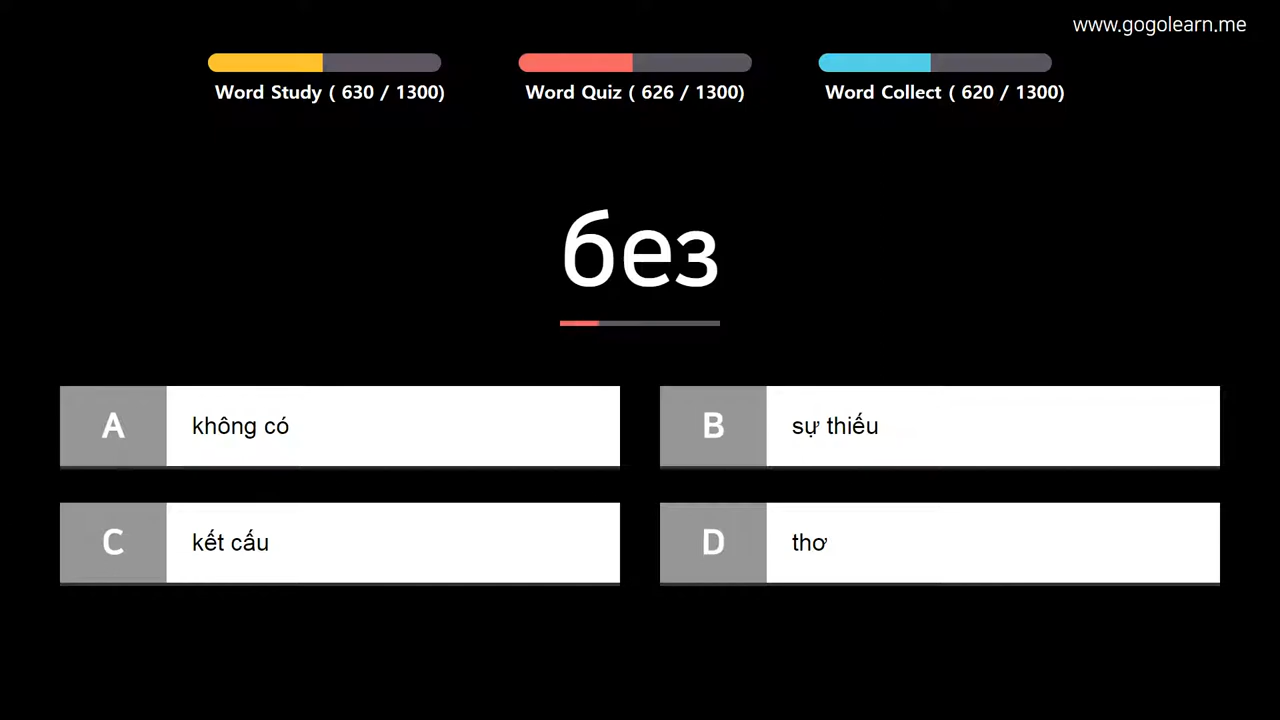 www.gogolearn.me
Word Study ( 630 / 1300)
Word Quiz ( 626 / 1300)
Word Collect ( 620 / 1300)
без
A không có
B sự thiếu
C kết cấu
D thơ